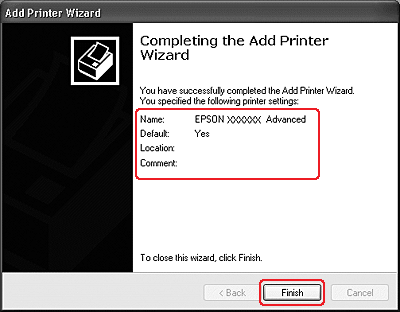 Add Printer Wizard
Completing the Add Printer
Wizard
You have successfully completed the Add Printer Wizard.
You specified the following printer settings:
Name: EPSON XXXXXX Advanced
Default: Yes
Location:
Comment:
To close this wizard, click Finish.
< Back Finish Cancel